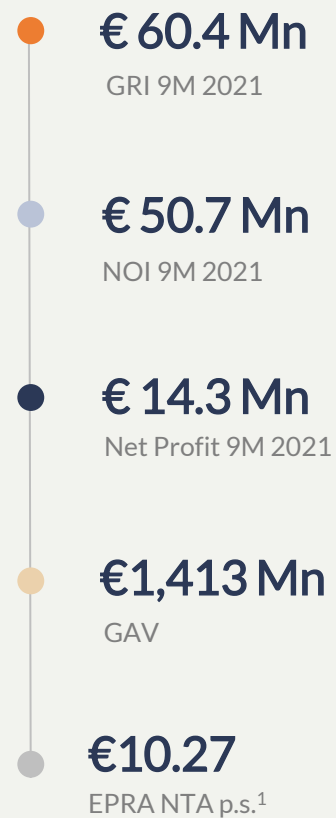 € 60.4 Mn
GRI 9M 2021
€ 50.7 Mn
NOI 9M 2021
€ 14.3 Mn
Net Profit 9M 2021
€1,413 Mn
GAV
€10.27
EPRA NTA p.s.¹